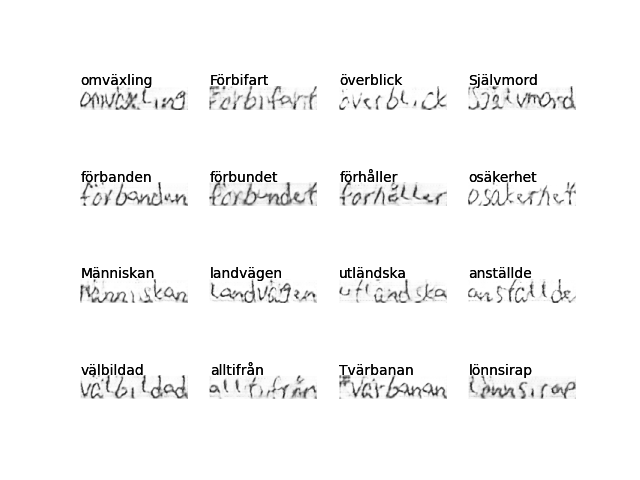 omväxling Förbifart överblick Självmord
omväxling Förbifart överblick Självmord
förbanden förbundet förhåller osäkerhet
förbanden förbundet förhåller osäkerhet
Människan landvägen utländska anställde
Människan landvägen utländska anställde
välbildad alltifrån Tvärbanan lönnsirap
välbildad alltifrån Tvärbanan lönnsirap